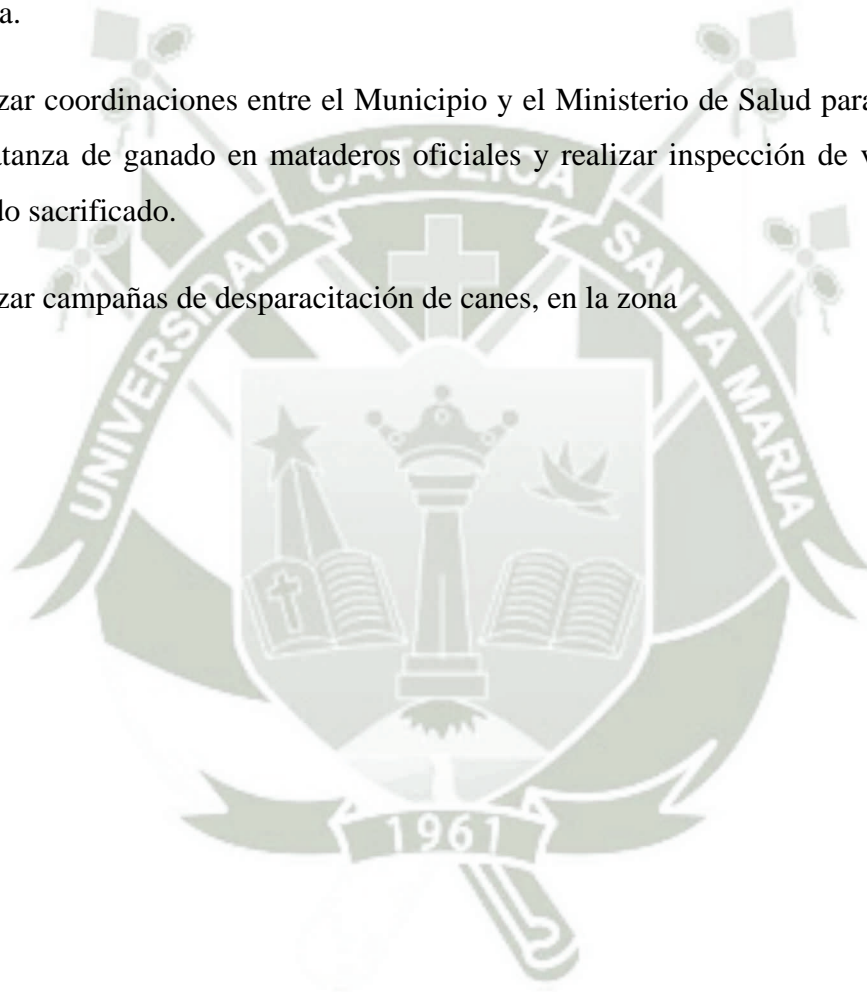 a.
zar coordinaciones entre el Municipio y el Ministerio de Salud para
atanza de ganado en mataderos oficiales y realizar inspección de v
do sacrificado.
zar campañas de desparacitación de canes, en la zona
UNIVERSIDAD CATOLICA SANTA MARIA
1961